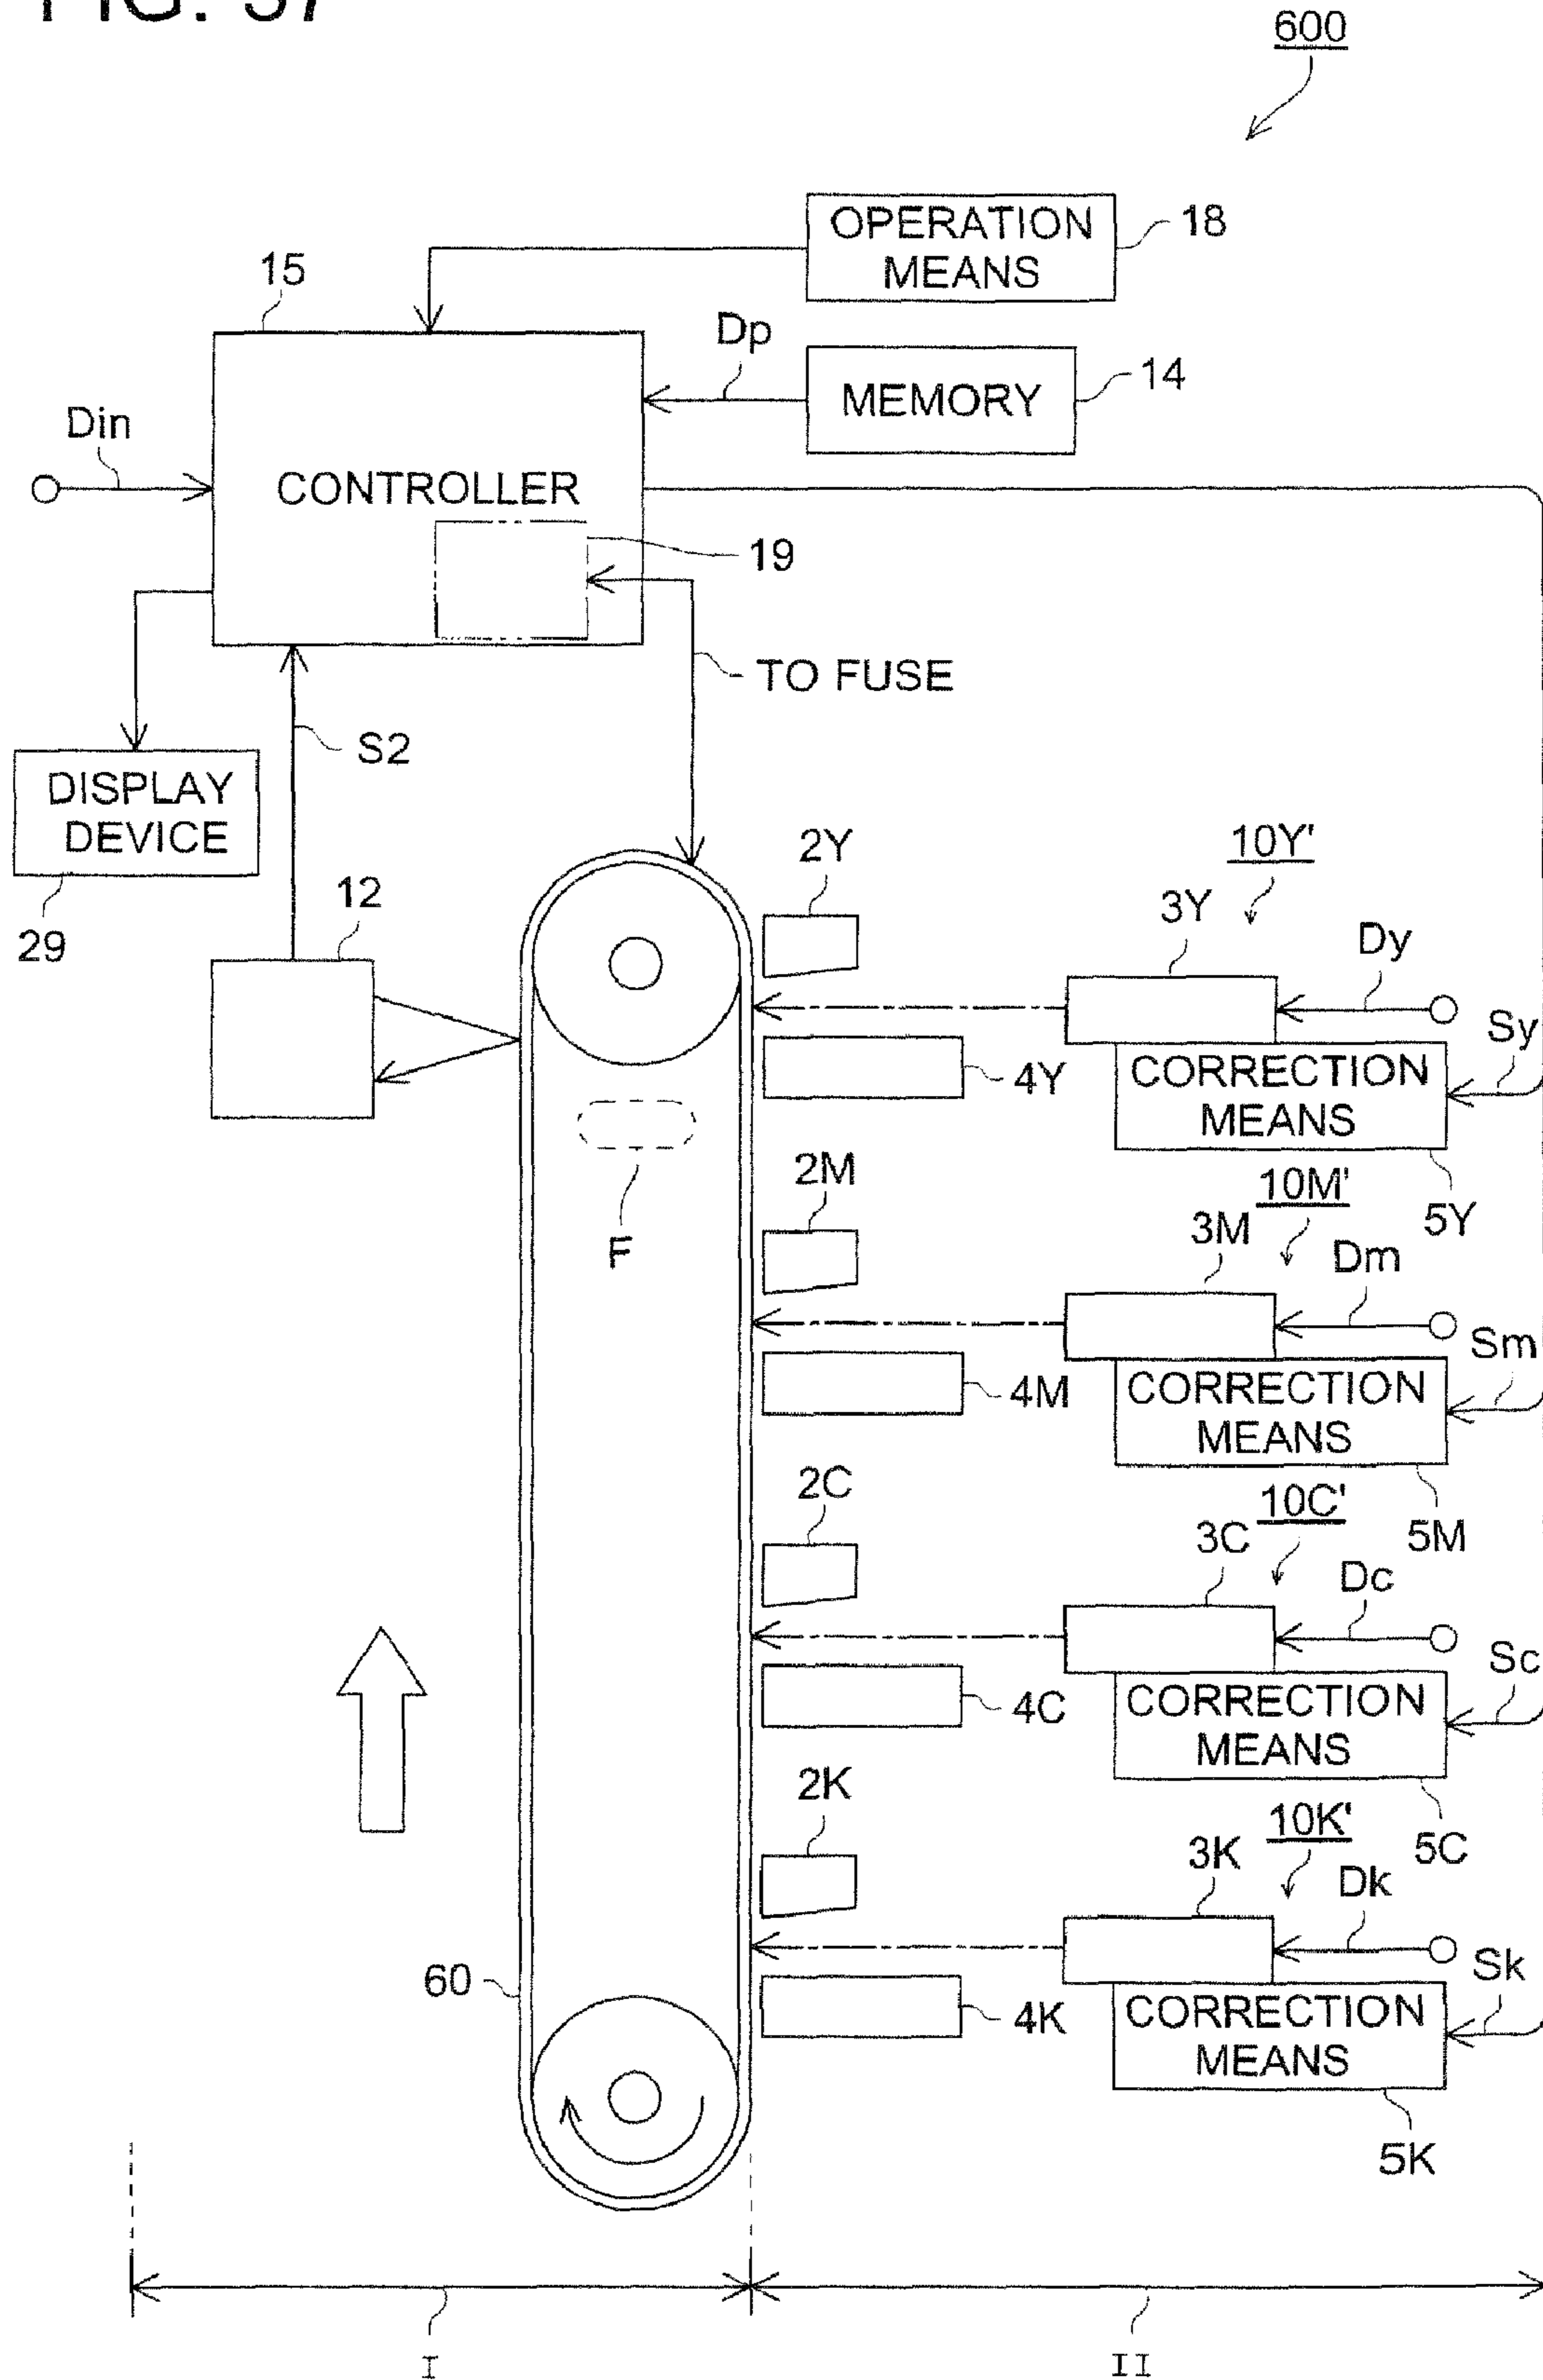 FIG. 37
600
OPERATION
MEANS
18
15
Dp
MEMORY
14
Din
CONTROLLER
19
TO FUSE
S2
DISPLAY
DEVICE
29
12
2Y
10Y'
3Y
Dy
Sy
4Y
CORRECTION
MEANS
5Y
F
2M
10M'
3M
Dm
Sm
4M
CORRECTION
MEANS
5M
2C
10C'
3C
Dc
Sc
4C
CORRECTION
MEANS
5C
2K
10K'
3K
Dk
Sk
60
4K
CORRECTION
MEANS
5K
I
II